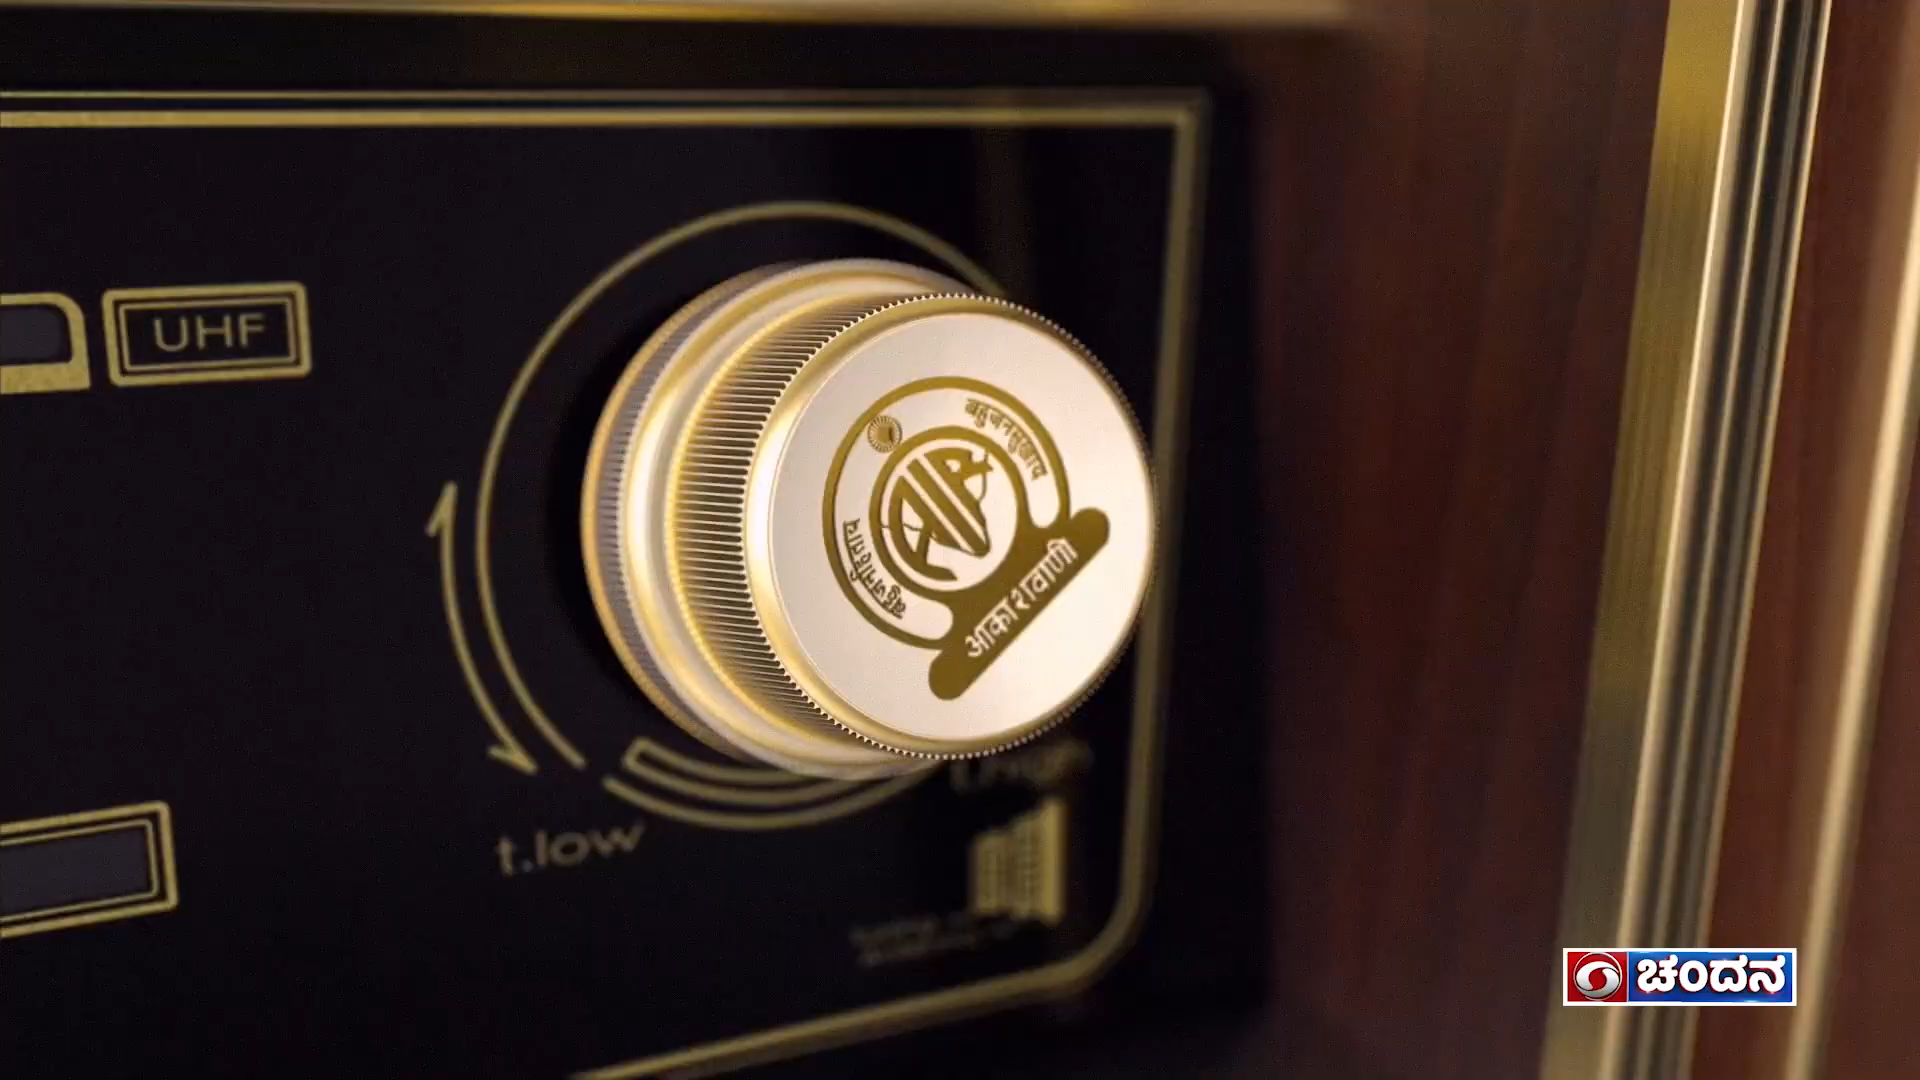 UHF
बहुजनहिताय
बहुजनसुखाय
आकाशवाणी
t.low
ಚಂದನ